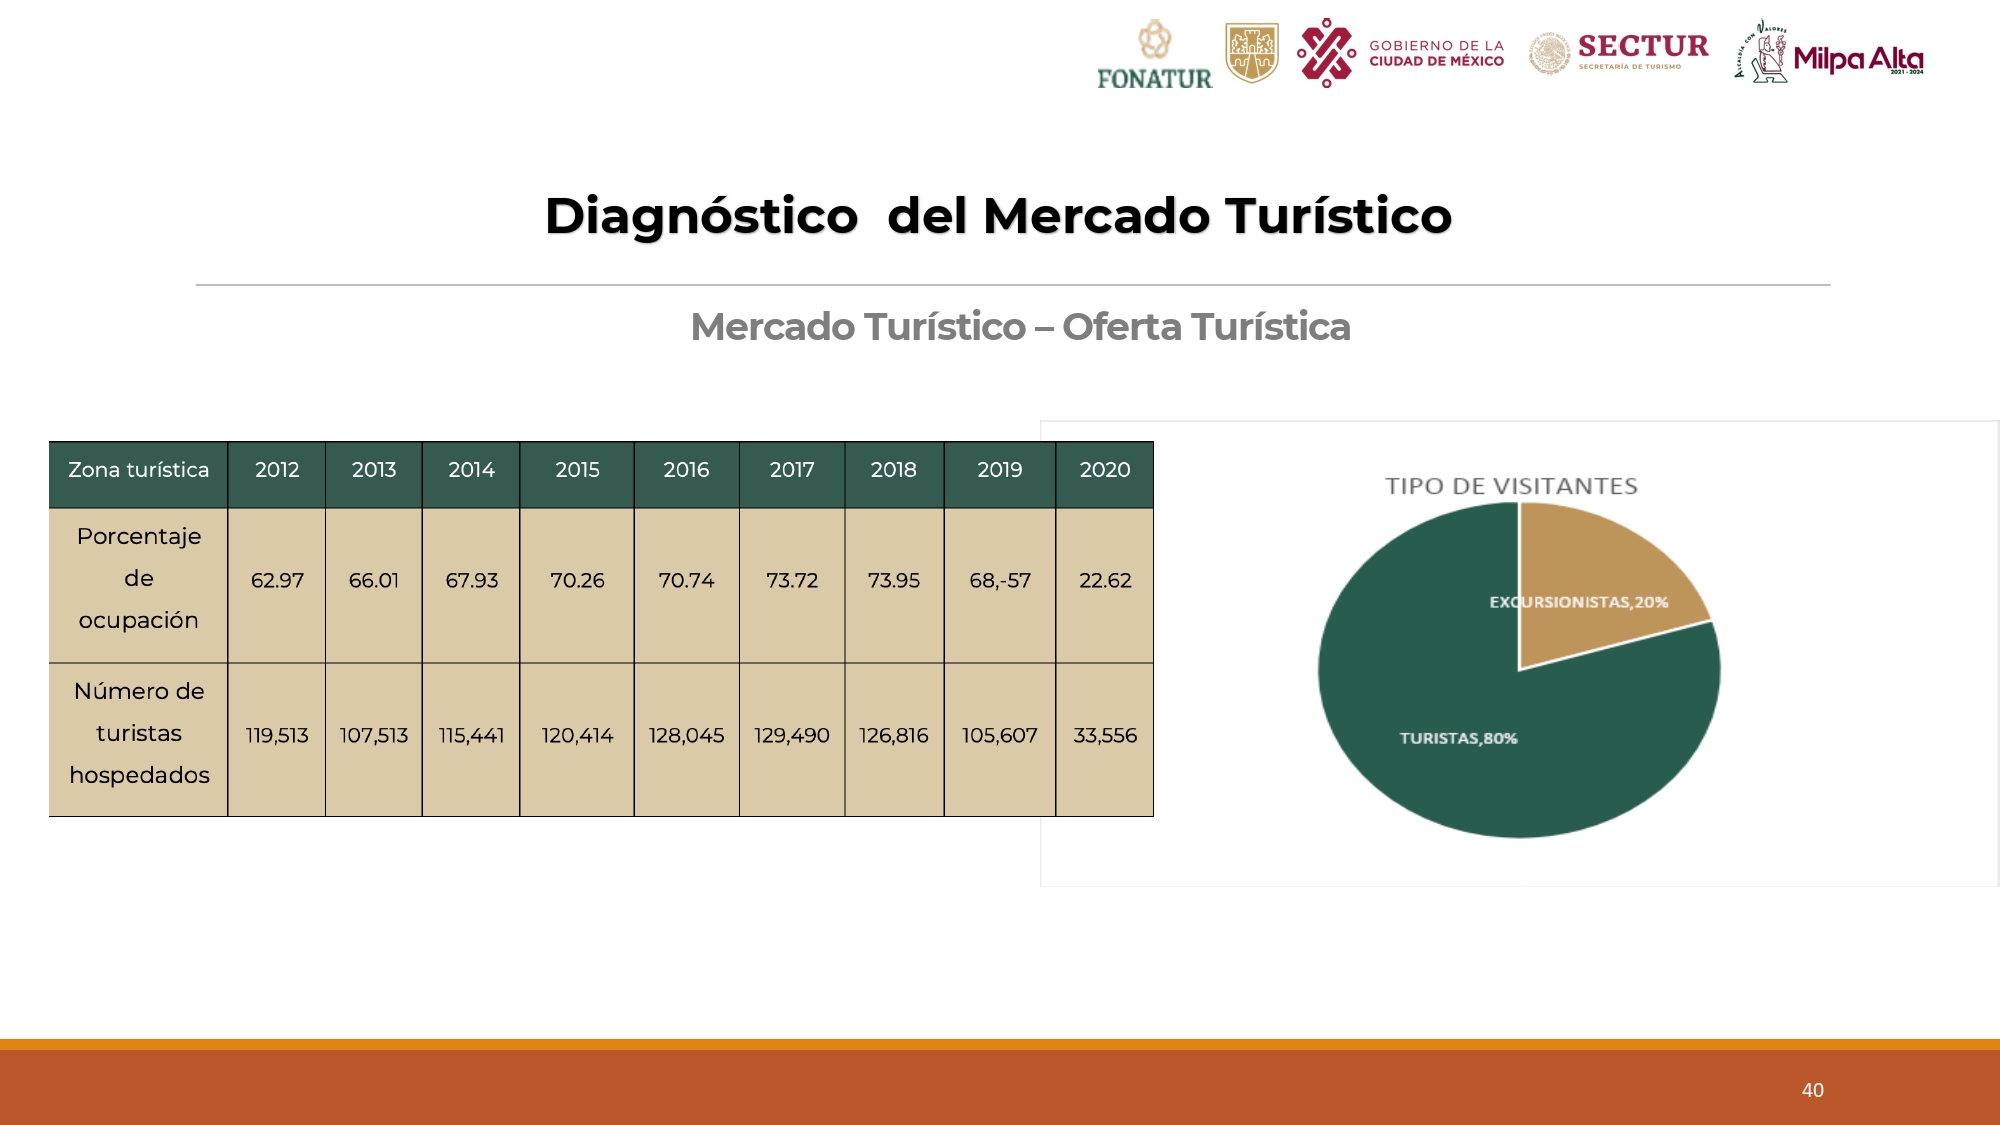 FONATUR
GOBIERNO DE LA
CIUDAD DE MÉXICO
SECTUR
SECRETARÍA DE TURISMO
ALCALDÍA CON VALORES
Milpa Alta
2021 - 2024
Diagnóstico  del Mercado Turístico
Mercado Turístico – Oferta Turística
Zona turística 2012 2013 2014 2015 2016 2017 2018 2019 2020
Porcentaje
de
ocupación
62.97 66.01 67.93 70.26 70.74 73.72 73.95 68,-57 22.62
Número de
turistas
hospedados
119,513 107,513 115,441 120,414 128,045 129,490 126,816 105,607 33,556
TIPO DE VISITANTES
EXCURSIONISTAS,20%
TURISTAS,80%
40